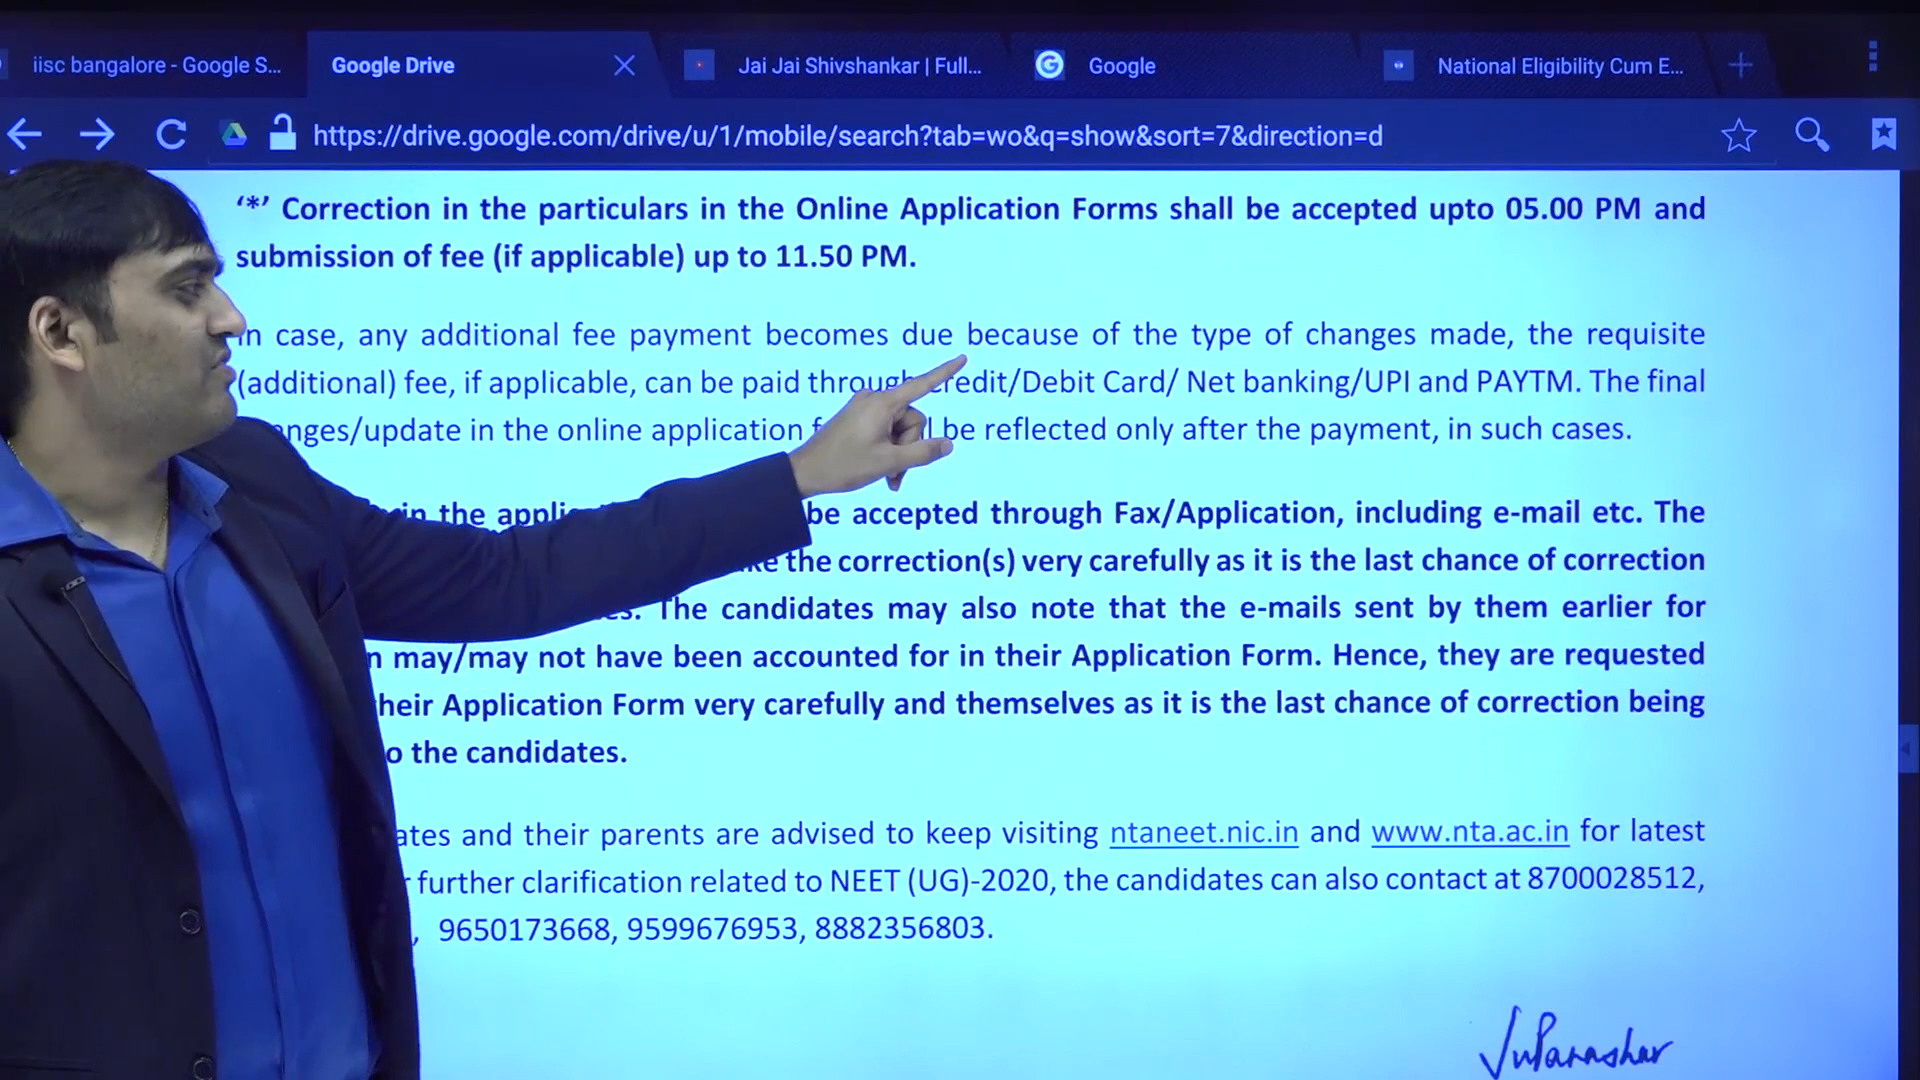 iisc bangalore - Google S...
Google Drive
Jai Jai Shivshankar | Full...
Google
National Eligibility Cum E...
https://drive.google.com/drive/u/1/mobile/search?tab=wo&q=show&sort=7&direction=d
‘*’ Correction in the particulars in the Online Application Forms shall be accepted upto 05.00 PM and
submission of fee (if applicable) up to 11.50 PM.
n case, any additional fee payment becomes due because of the type of changes made, the requisite
(additional) fee, if applicable, can be paid through redit/Debit Card/ Net banking/UPI and PAYTM. The final
nges/update in the online application be reflected only after the payment, in such cases.
in the appli be accepted through Fax/Application, including e-mail etc. The
ke the correction(s) very carefully as it is the last chance of correction
es. The candidates may also note that the e-mails sent by them earlier for
n may/may not have been accounted for in their Application Form. Hence, they are requested
heir Application Form very carefully and themselves as it is the last chance of correction being
o the candidates.
ates and their parents are advised to keep visiting ntaneet.nic.in and www.nta.ac.in for latest
r further clarification related to NEET (UG)-2020, the candidates can also contact at 8700028512,
, 9650173668, 9599676953, 8882356803.